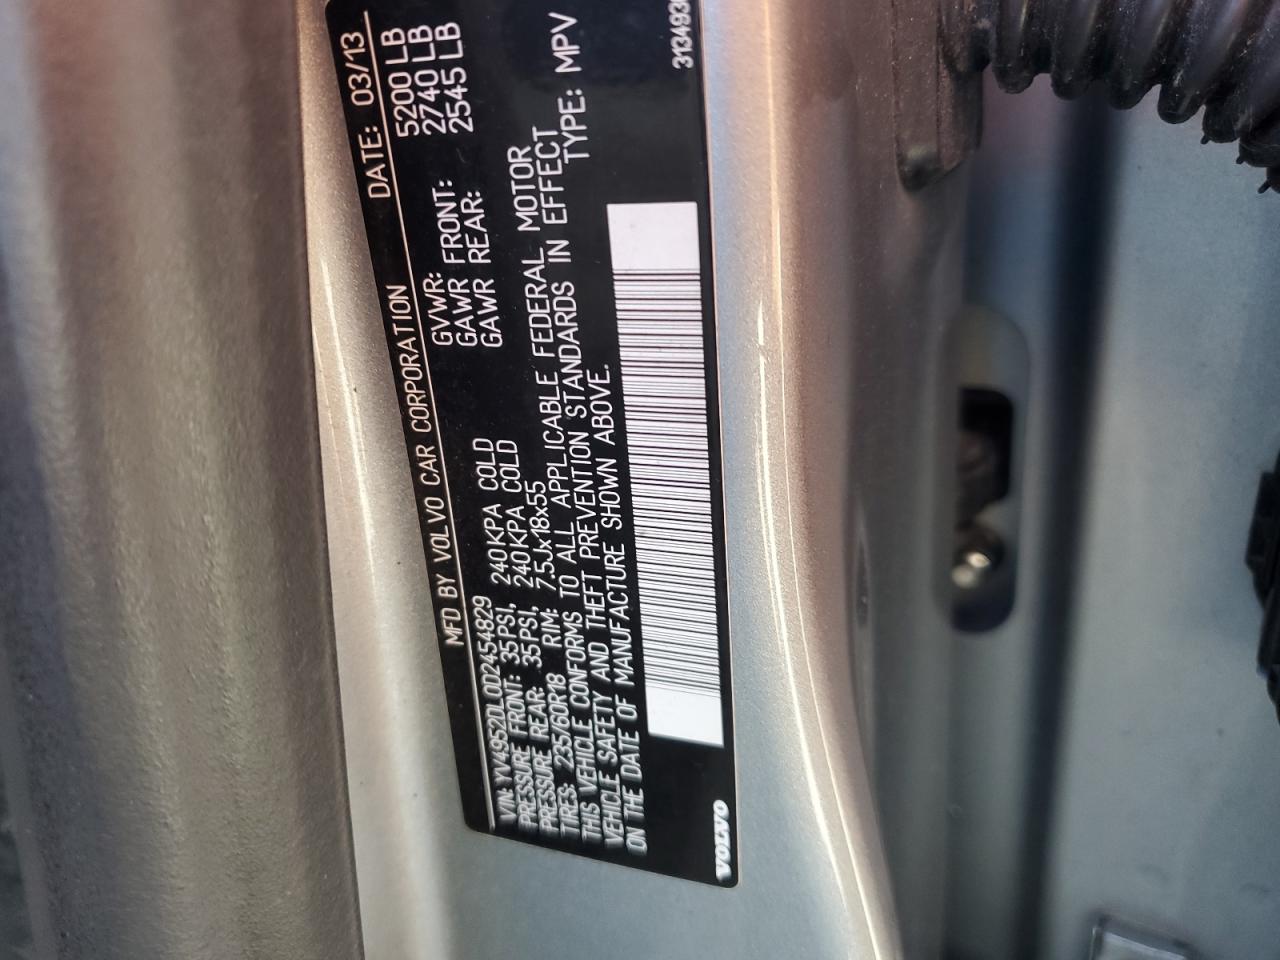 MFD BY VOLVO CAR CORPORATION DATE: 03/13
GVWR: 5200 LB
GAWR FRONT: 2740 LB
GAWR REAR: 2545 LB
VIN: YV4952DL0D2454829
PRESSURE FRONT: 35PSI, 240KPA COLD
PRESSURE REAR: 35PSI, 240KPA COLD
TIRES: 235/60R18 RIM: 7.5Jx18x55
THIS VEHICLE CONFORMS TO ALL APPLICABLE FEDERAL MOTOR
VEHICLE SAFETY AND THEFT PREVENTION STANDARDS IN EFFECT
ON THE DATE OF MANUFACTURE SHOWN ABOVE. TYPE: MPV
VOLVO